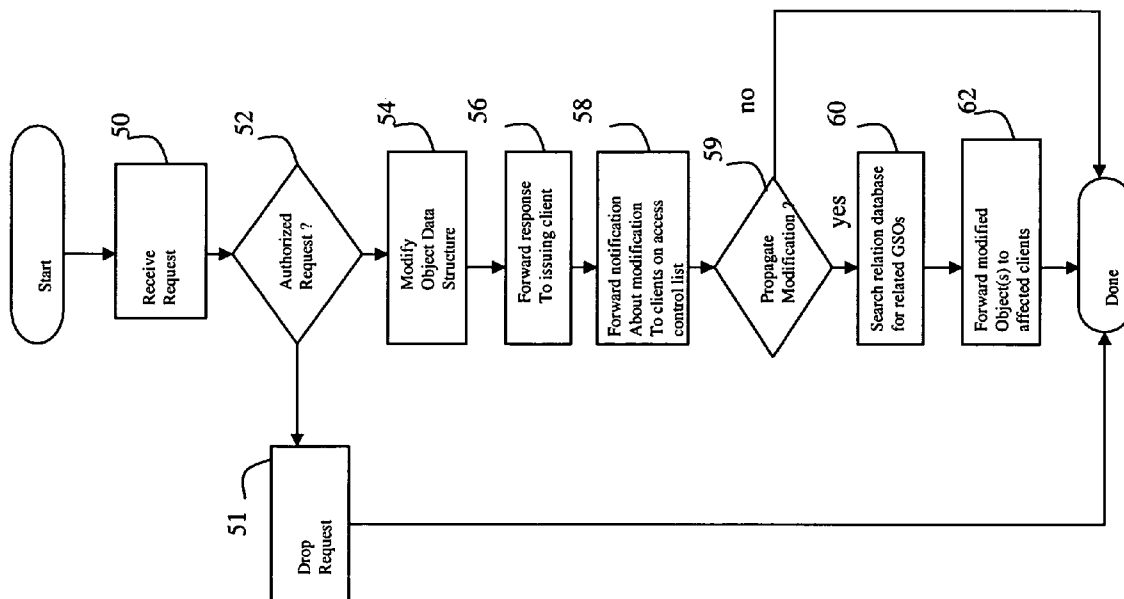 Start
50
Receive
Request
52
Authorized
Request ?
51
Drop
Request
54
Modify
Object Data
Structure
56
Forward response
To issuing client
58
Forward notification
About modification
To clients on access
control list
59
Propagate
Modification ?
no
yes
60
Search relation database
for related GSOs
62
Forward modified
Object(s) to
affected clients
Done